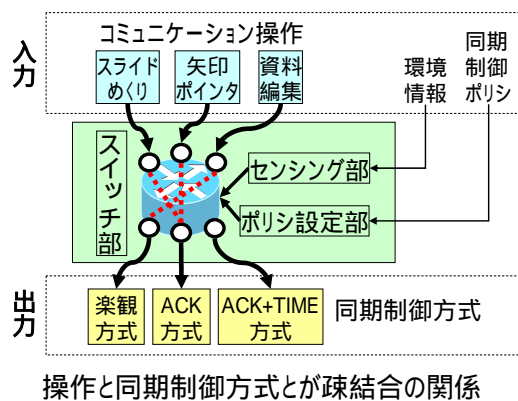 入力
コミュニケーション操作
スライド
めくり
矢印
ポインタ
資料
編集
環境
情報
同期
制御
ポリシ
スイッチ部
センシング部
ポリシ設定部
出力
楽観
方式
ACK
方式
ACK+TIME
方式
同期制御方式
操作と同期制御方式とが疎結合の関係